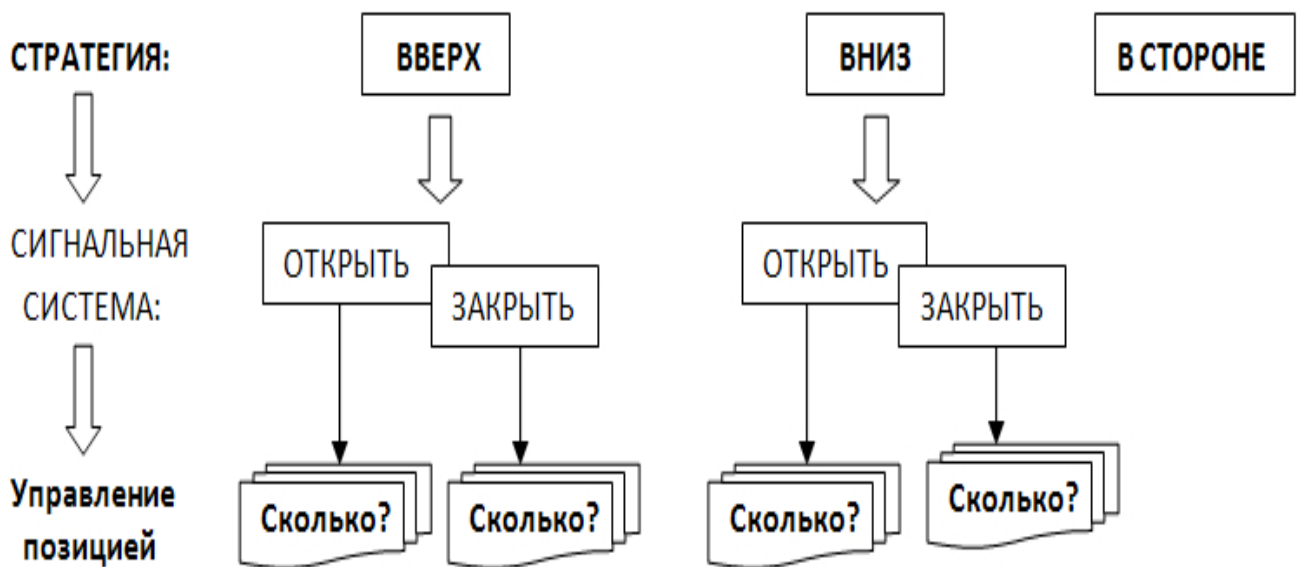 СТРАТЕГИЯ:
ВВЕРХ
ВНИЗ
В СТОРОНЕ
СИГНАЛЬНАЯ
СИСТЕМА:
ОТКРЫТЬ
ЗАКРЫТЬ
ОТКРЫТЬ
ЗАКРЫТЬ
Управление
позицией
Сколько?
Сколько?
Сколько?
Сколько?